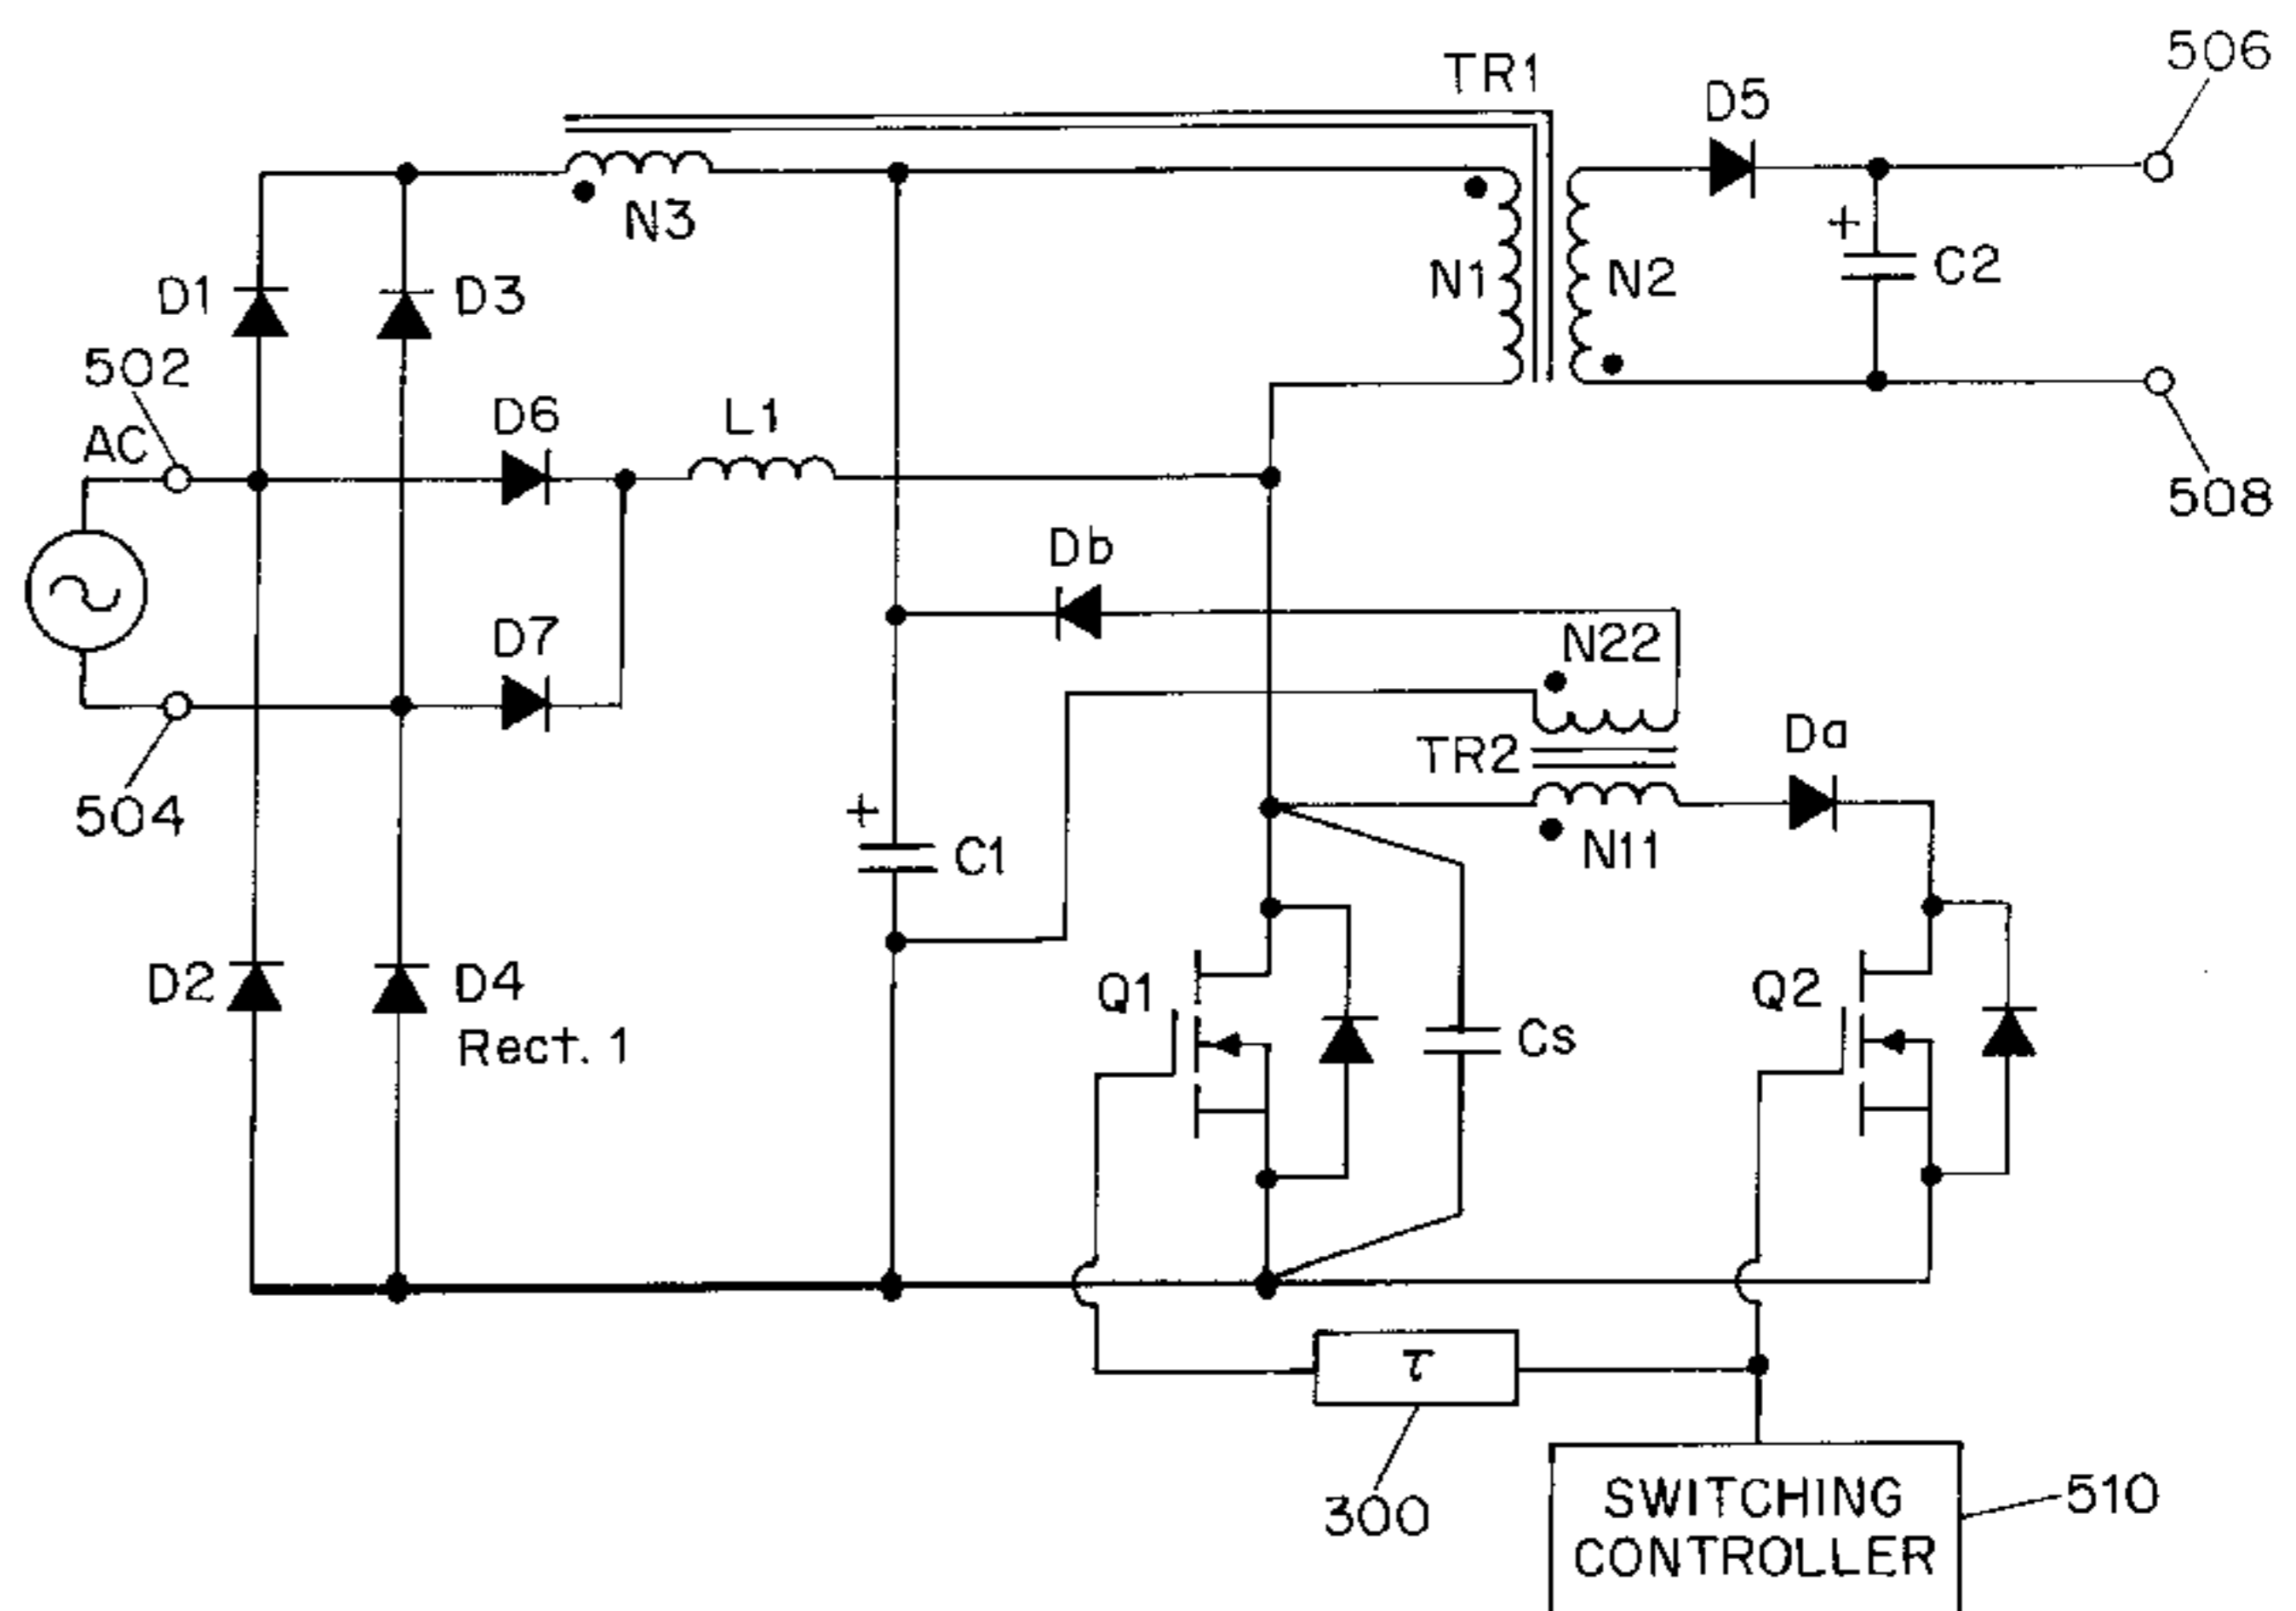 506
TR1
D5
N3
D1
D3
N1
N2
+
C2
502
AC
D6
L1
508
Db
D7
N22
Da
504
TR2
+
C1
N11
D2
D4
Rect. 1
Q1
Cs
Q2
τ
300
SWITCHING
CONTROLLER
510